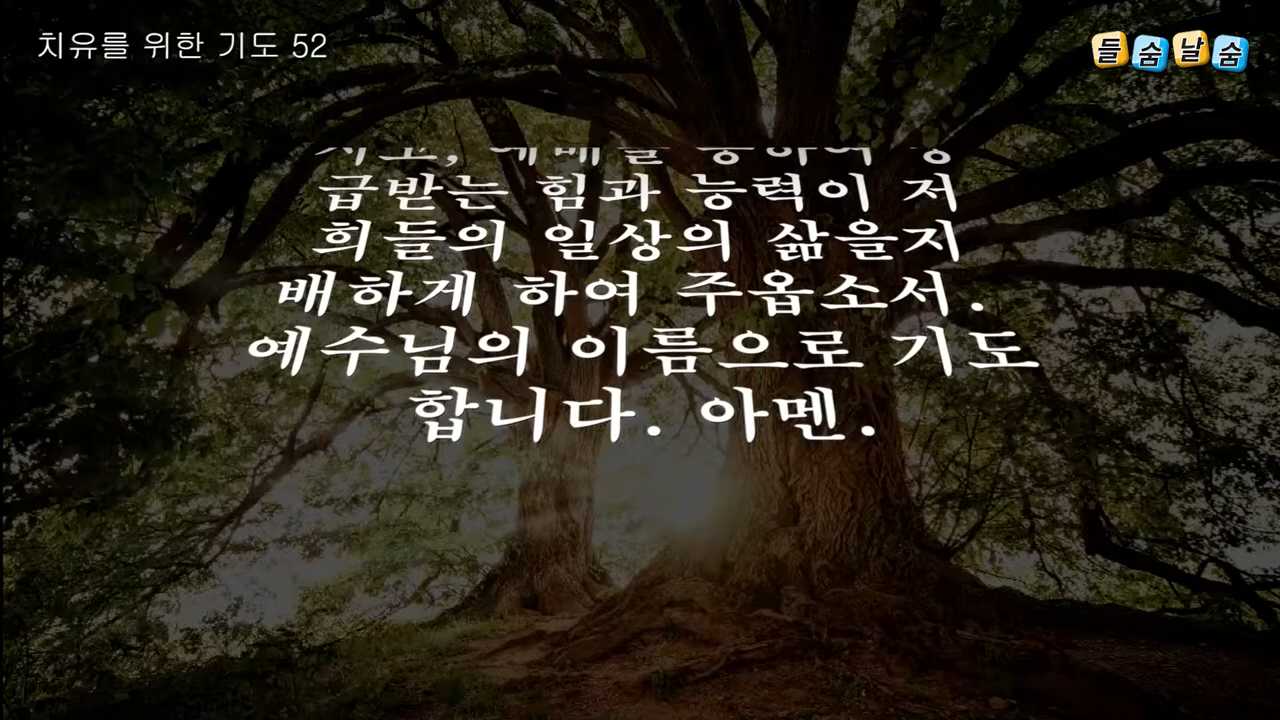 치유를 위한 기도 52
들숨날숨
급받는 힘과 능력이 저
희들의 일상의 삶을지
배하게 하여 주옵소서.
예수님의 이름으로 기도
합니다. 아멘.